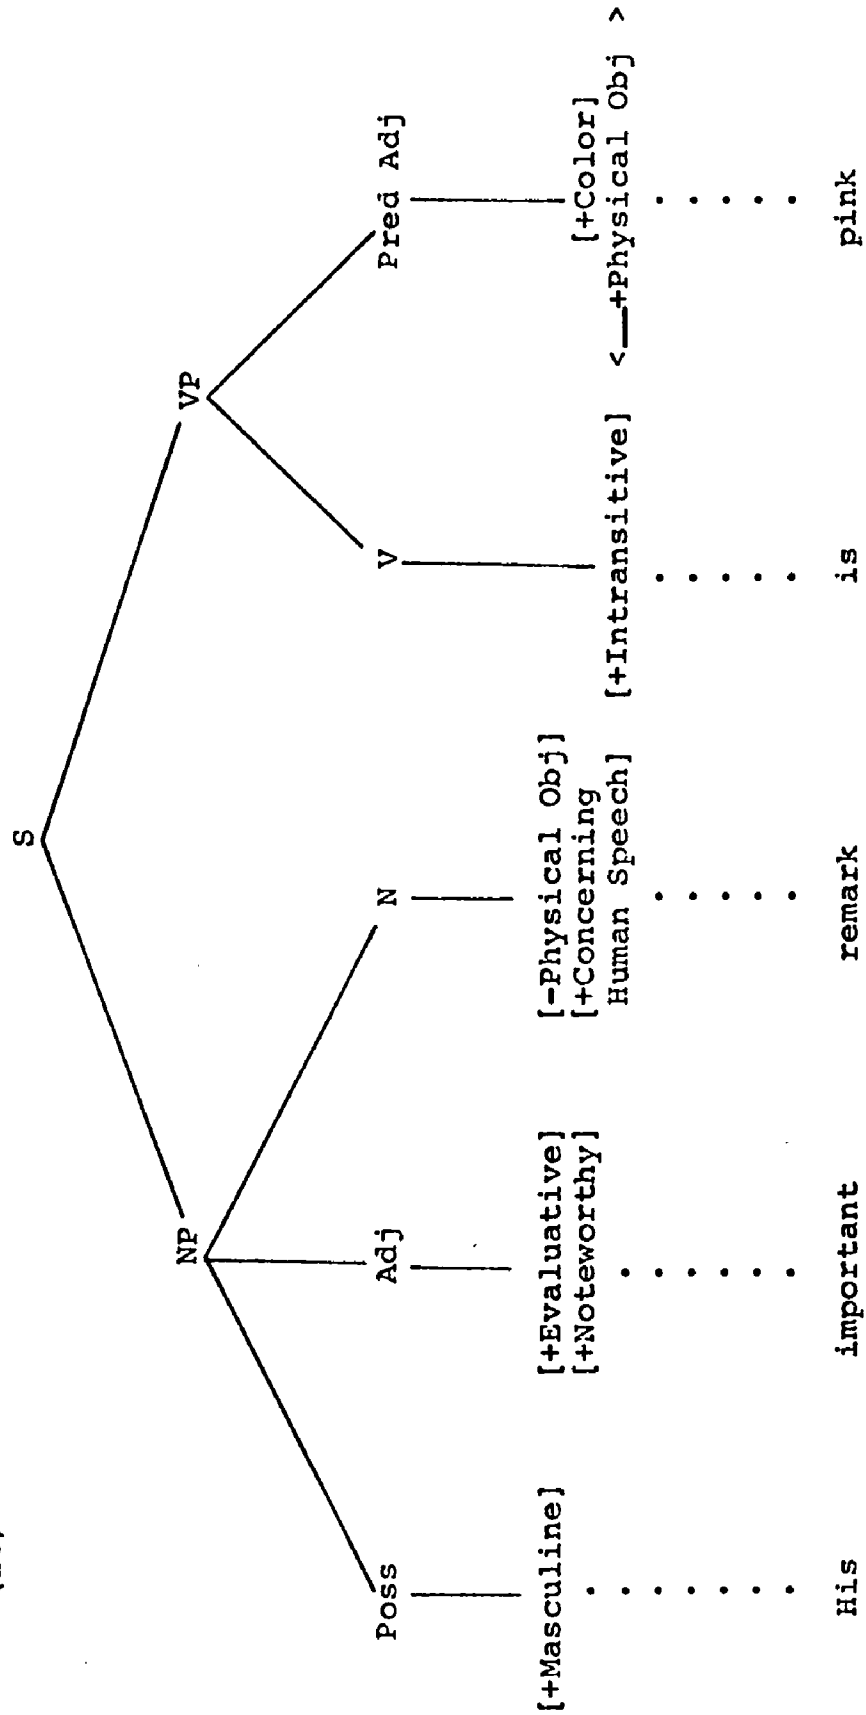 S
NP VP
Poss Adj N V Pred Adj
[+Masculine] [+Evaluative] [-Physical Obj] [+Intransitive] [+Color]
[+Noteworthy] [+Concerning <__+Physical Obj >
Human Speech]
His important remark is pink